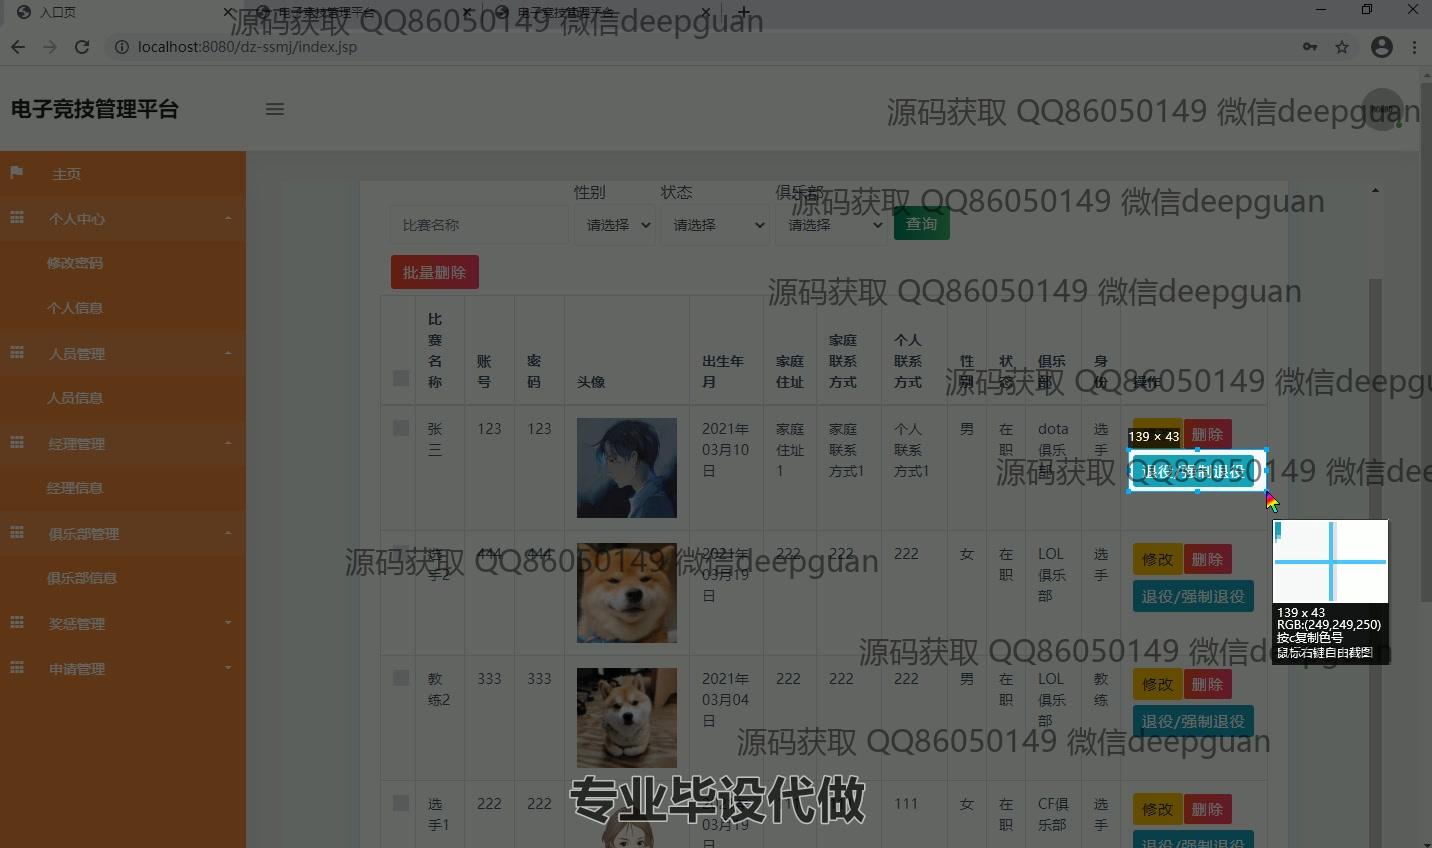 入口页
电子竞技管理平台
电子竞技管理平台
源码获取 QQ86050149 微信deepguan
localhost:8080/dz-ssmj/index.jsp
电子竞技管理平台
源码获取 QQ86050149 微信deepguan
主页
个人中心
修改密码
个人信息
人员管理
人员信息
经理管理
经理信息
俱乐部管理
俱乐部信息
奖惩管理
申请管理
性别
状态
俱乐部
源码获取 QQ86050149 微信deepguan
比赛名称
请选择
请选择
请选择
查询
批量删除
源码获取 QQ86050149 微信deepguan
比赛名称
账号
密码
头像
出生年月
家庭住址
家庭联系方式
个人联系方式
性别
状态
俱乐部
身份
操作
源码获取 QQ86050149 微信deepgu
张三
123
123
2021年03月10日
家庭住址1
家庭联系方式1
个人联系方式1
男
在职
dota俱乐部
选手
删除
139 × 43
退役/强制退役
源码获取 QQ86050149 微信dee
139 x 43
RGB:(249,249,250)
按c复制色号
鼠标右键自由截图
选手2
444
444
2021年03月19日
222
222
222
女
在职
LOL俱乐部
选手
修改
删除
退役/强制退役
源码获取 QQ86050149 微信deepguan
源码获取 QQ86050149 微信deepguan
教练2
333
333
2021年03月04日
222
222
222
男
在职
LOL俱乐部
教练
修改
删除
退役/强制退役
源码获取 QQ86050149 微信deepguan
选手1
222
222
03月19
111
女
在职
CF俱乐部
选手
修改
删除
退役/强制退役
专业毕设代做